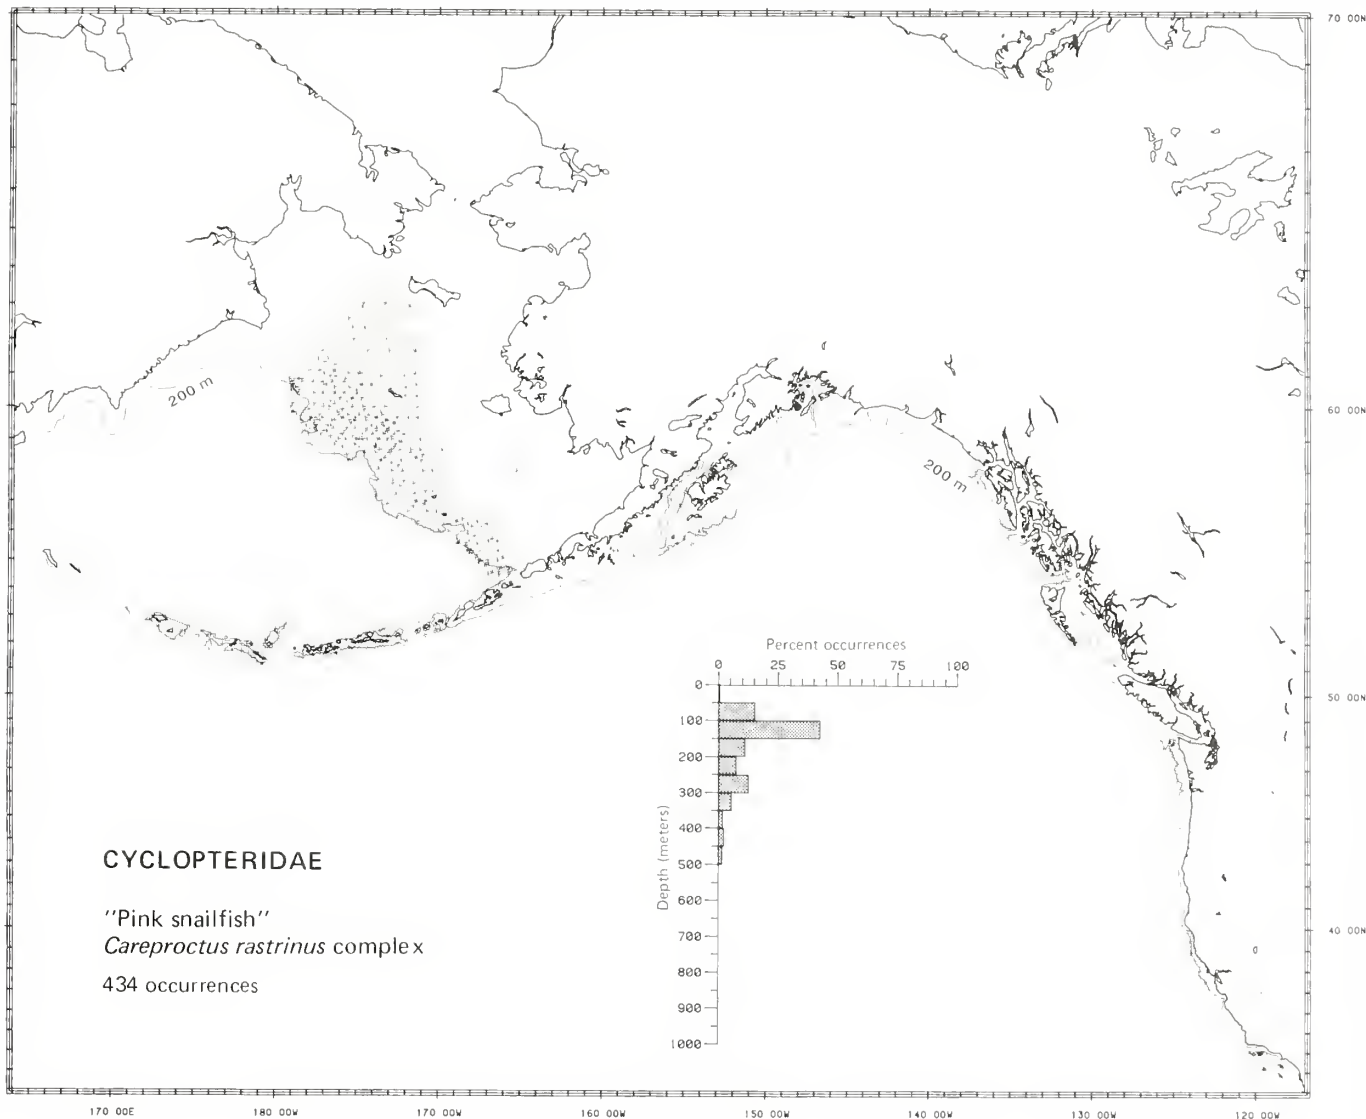 70 00N
200 m
60 00N
200 m
Percent occurrences
0 25 50 75 100
50 00N
0
100
200
300
400
500
600
700
800
900
1000
Depth (meters)
40 00N
CYCLOPTERIDAE
"Pink snailfish"
Careproctus rastrinus complex
434 occurrences
170 00E 180 00W 170 00W 160 00W 150 00W 140 00W 130 00W 120 00W